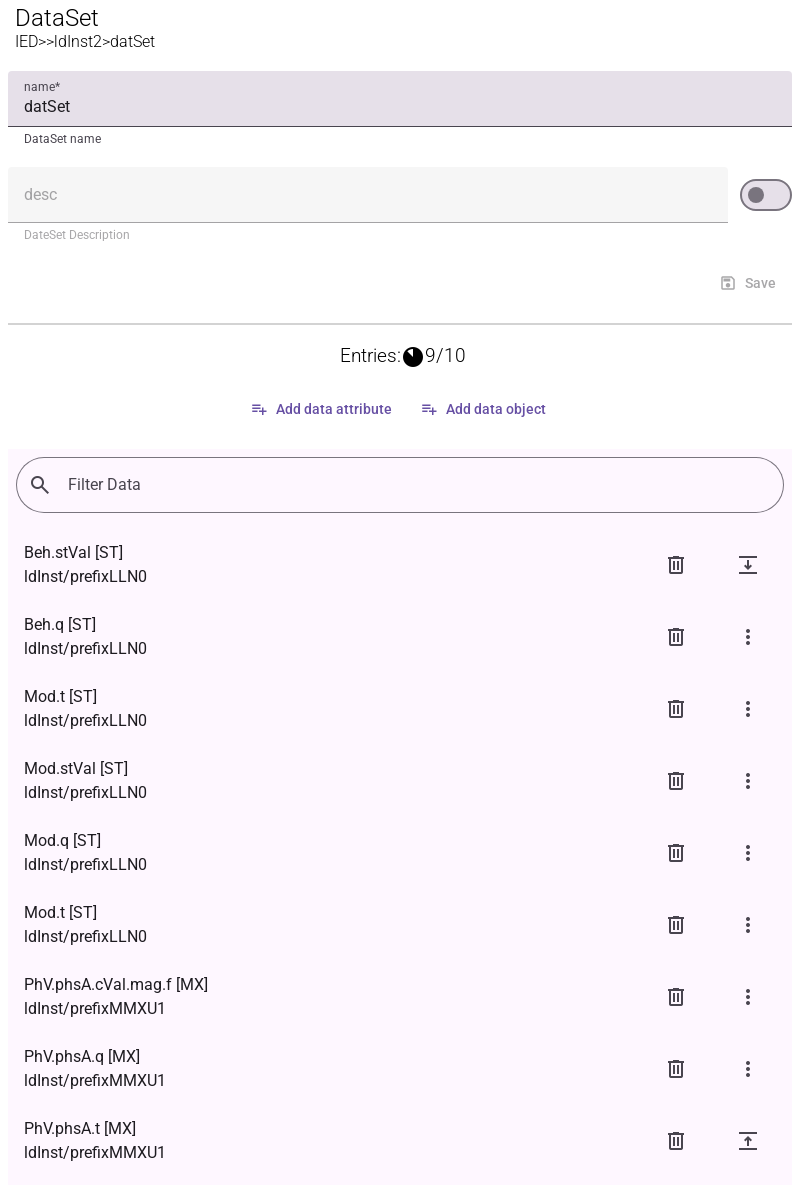 DataSet
IED>>ldInst2>datSet
name*
datSet
DataSet name
desc
DateSet Description
Save
Entries: 9/10
Add data attribute Add data object
Filter Data
Beh.stVal [ST]
ldInst/prefixLLN0
Beh.q [ST]
ldInst/prefixLLN0
Mod.t [ST]
ldInst/prefixLLN0
Mod.stVal [ST]
ldInst/prefixLLN0
Mod.q [ST]
ldInst/prefixLLN0
Mod.t [ST]
ldInst/prefixLLN0
PhV.phsA.cVal.mag.f [MX]
ldInst/prefixMMXU1
PhV.phsA.q [MX]
ldInst/prefixMMXU1
PhV.phsA.t [MX]
ldInst/prefixMMXU1